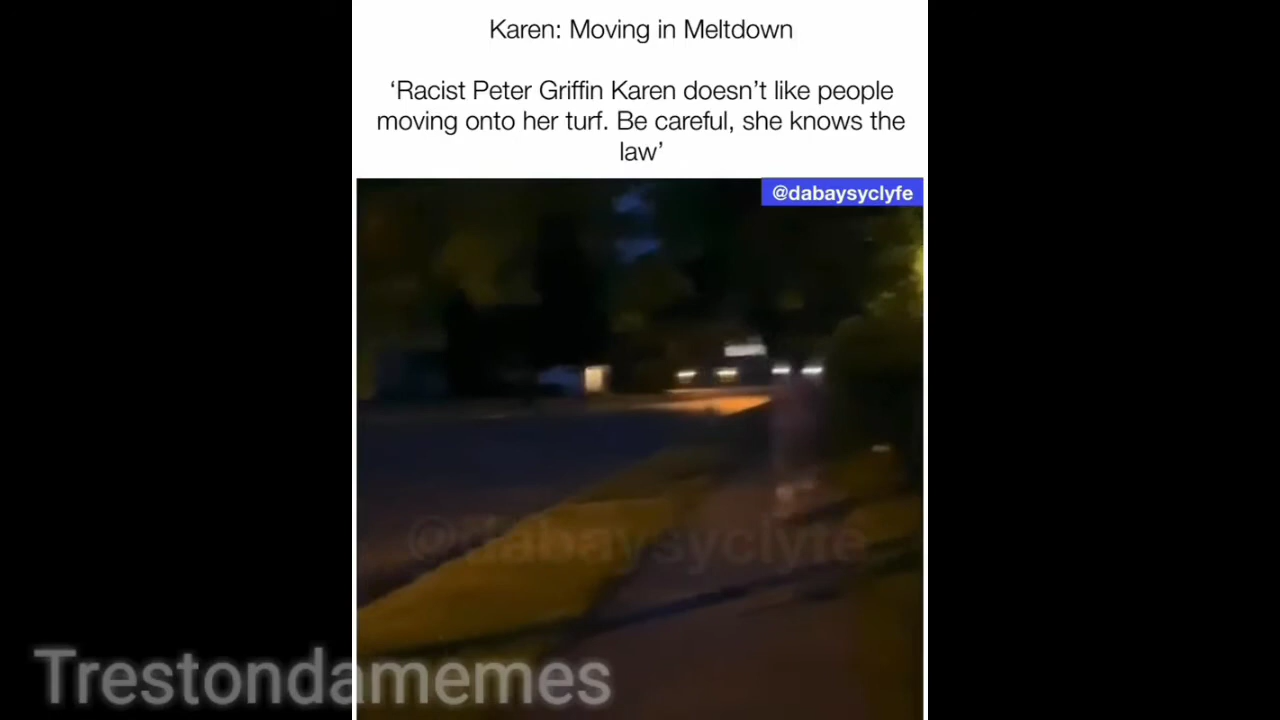 Karen: Moving in Meltdown
‘Racist Peter Griffin Karen doesn’t like people
moving onto her turf. Be careful, she knows the
law’
@dabaysyclyfe
@dabaysyclyfe
Trestondamemes